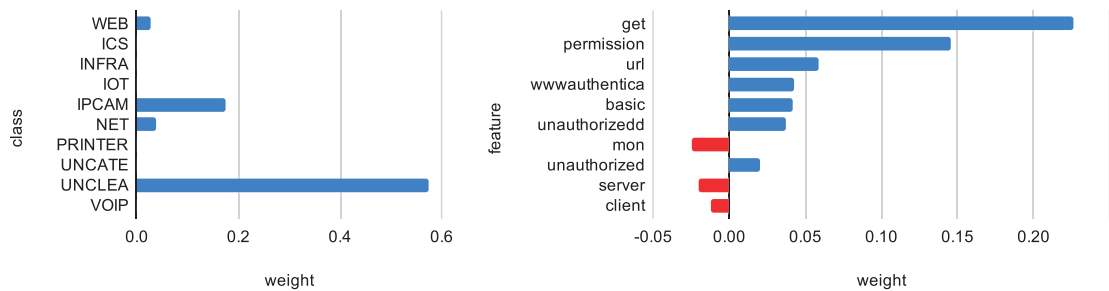 class
WEB
ICS
INFRA
IOT
IPCAM
NET
PRINTER
UNCATE
UNCLEA
VOIP
0.0 0.2 0.4 0.6
weight
feature
get
permission
url
wwwauthentica
basic
unauthorizedd
mon
unauthorized
server
client
-0.05 0.00 0.05 0.10 0.15 0.20
weight